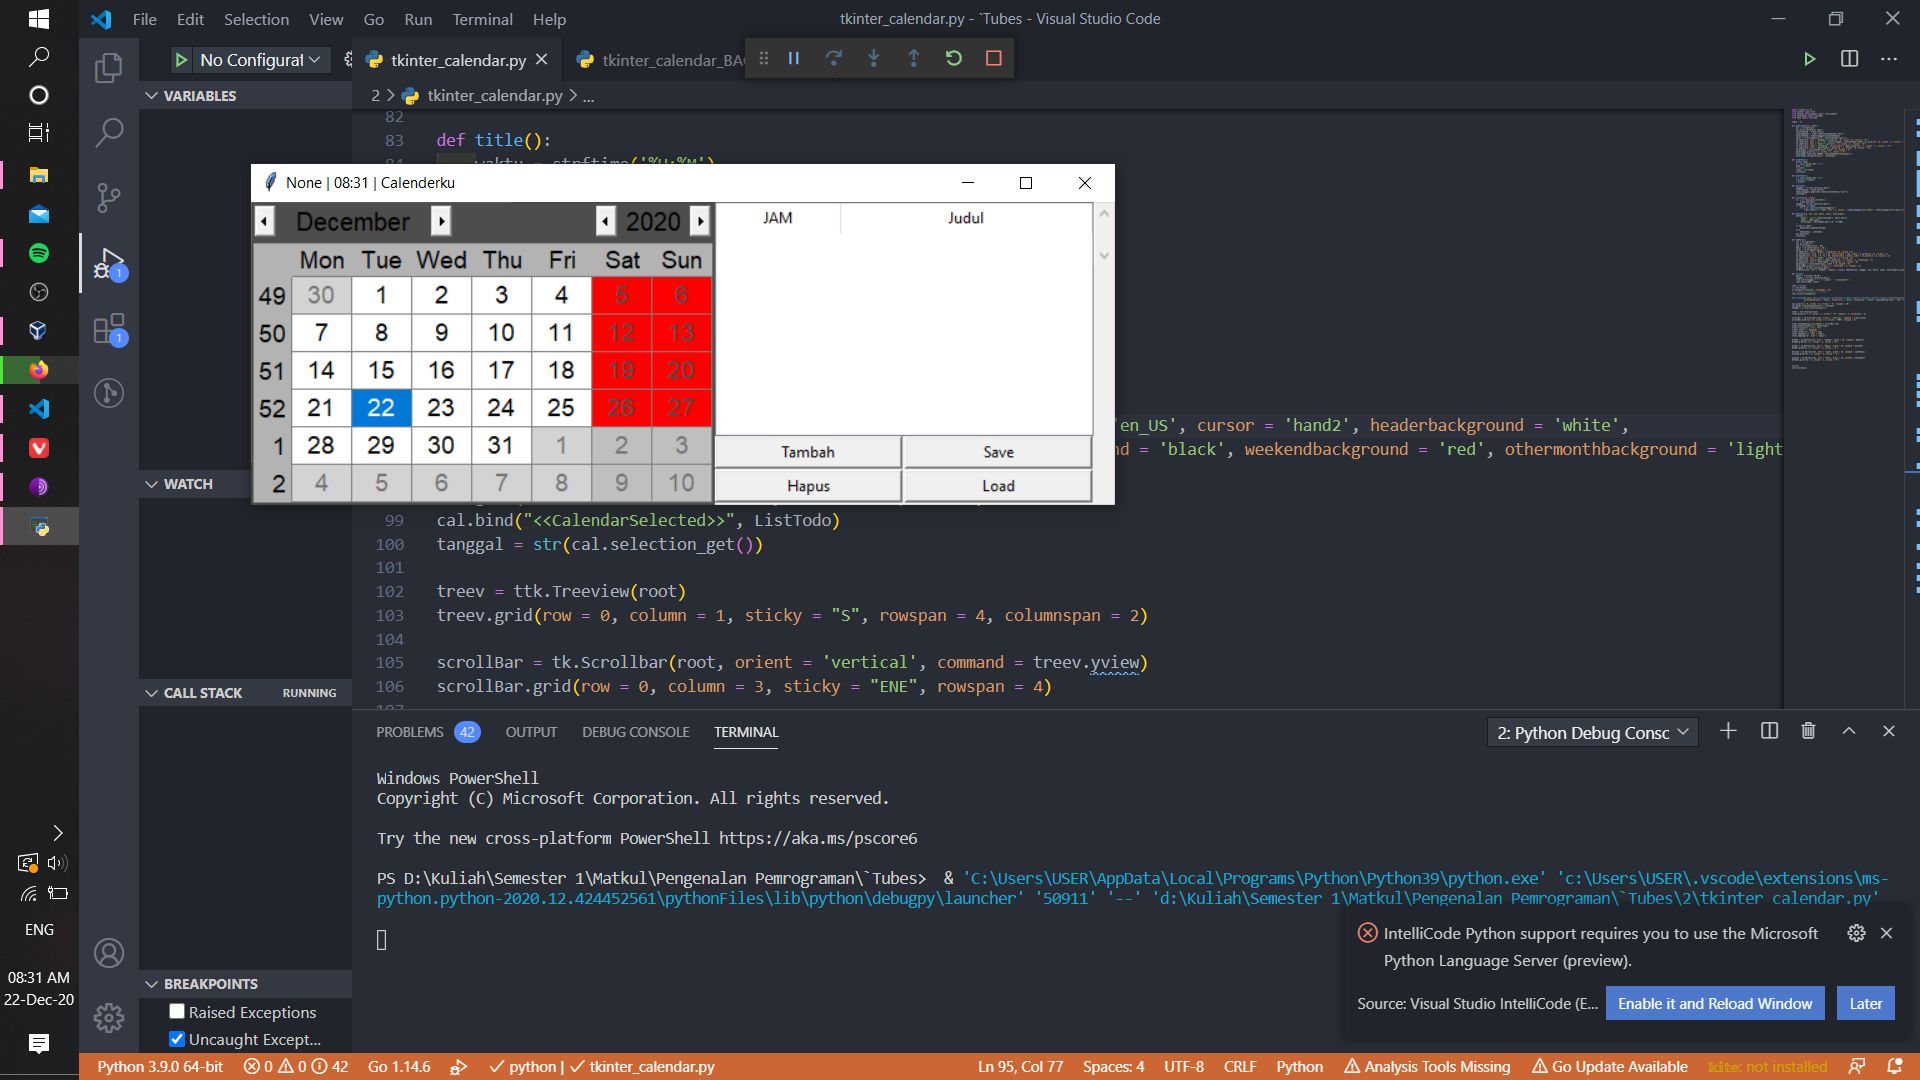 File Edit Selection View Go Run Terminal Help
tkinter_calendar.py - `Tubes - Visual Studio Code
No Configurat
tkinter_calendar.py
tkinter_calendar_BA
VARIABLES
2 > tkinter_calendar.py > ...
82
83 def title():
None | 08:31 | Calenderku
December 2020
JAM Judul
Mon Tue Wed Thu Fri Sat Sun
49 30 1 2 3 4 5 6
50 7 8 9 10 11 12 13
51 14 15 16 17 18 19 20
52 21 22 23 24 25 26 27
1 28 29 30 31 1 2 3
2 4 5 6 7 8 9 10
Tambah Save
Hapus Load
'en_US', cursor = 'hand2', headerbackground = 'white',
nd = 'black', weekendbackground = 'red', othermonthbackground = 'light
WATCH
99 cal.bind("<<CalendarSelected>>", ListTodo)
100 tanggal = str(cal.selection_get())
101
102 treev = ttk.Treeview(root)
103 treev.grid(row = 0, column = 1, sticky = "S", rowspan = 4, columnspan = 2)
104
105 scrollBar = tk.Scrollbar(root, orient = 'vertical', command = treev.yview)
106 scrollBar.grid(row = 0, column = 3, sticky = "ENE", rowspan = 4)
CALL STACK RUNNING
PROBLEMS 42 OUTPUT DEBUG CONSOLE TERMINAL
2: Python Debug Consc
Windows PowerShell
Copyright (C) Microsoft Corporation. All rights reserved.
Try the new cross-platform PowerShell https://aka.ms/pscore6
PS D:\Kuliah\Semester 1\Matkul\Pengenalan Pemrograman\`Tubes> & 'C:\Users\USER\AppData\Local\Programs\Python\Python39\python.exe' 'c:\Users\USER\.vscode\extensions\ms-
python.python-2020.12.424452561\pythonFiles\lib\python\debugpy\launcher' '50911' '--' 'd:\Kuliah\Semester 1\Matkul\Pengenalan Pemrograman\`Tubes\2\tkinter_calendar.py'
IntelliCode Python support requires you to use the Microsoft
Python Language Server (preview).
Source: Visual Studio IntelliCode (E...
Enable it and Reload Window
Later
BREAKPOINTS
Raised Exceptions
Uncaught Except...
1
1
ENG
08:31 AM
22-Dec-20
Python 3.9.0 64-bit 0 0 42 Go 1.14.6 python | tkinter_calendar.py
Ln 95, Col 77 Spaces: 4 UTF-8 CRLF Python Analysis Tools Missing Go Update Available kite: not installed